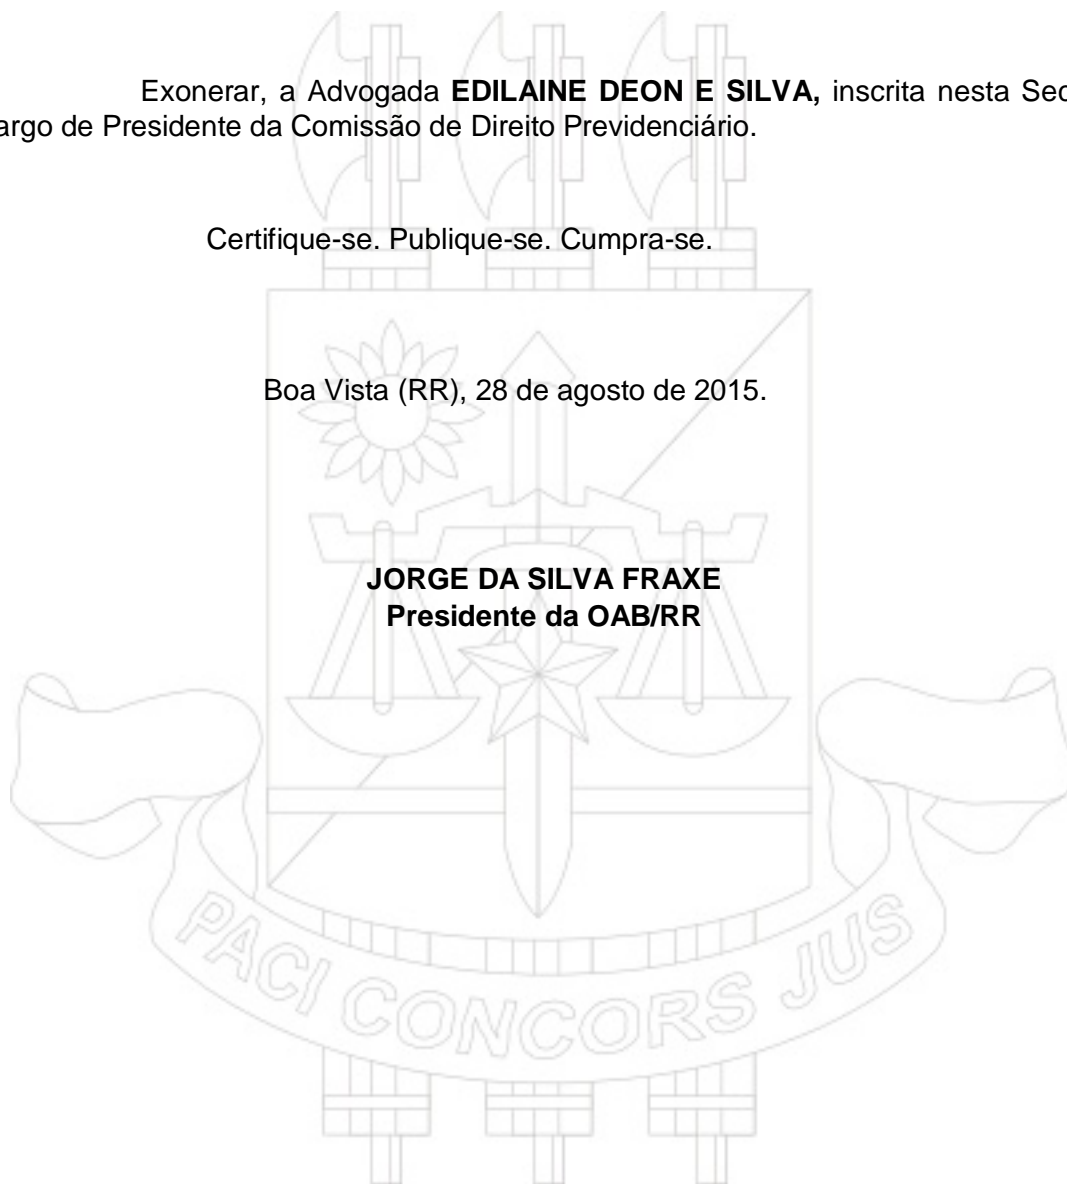 Exonerar, a Advogada EDILAINE DEON E SILVA, inscrita nesta Sec
argo de Presidente da Comissão de Direito Previdenciário.
Certifique-se. Publique-se. Cumpra-se.
Boa Vista (RR), 28 de agosto de 2015.
JORGE DA SILVA FRAXE
Presidente da OAB/RR
PACI CONCORS JUS